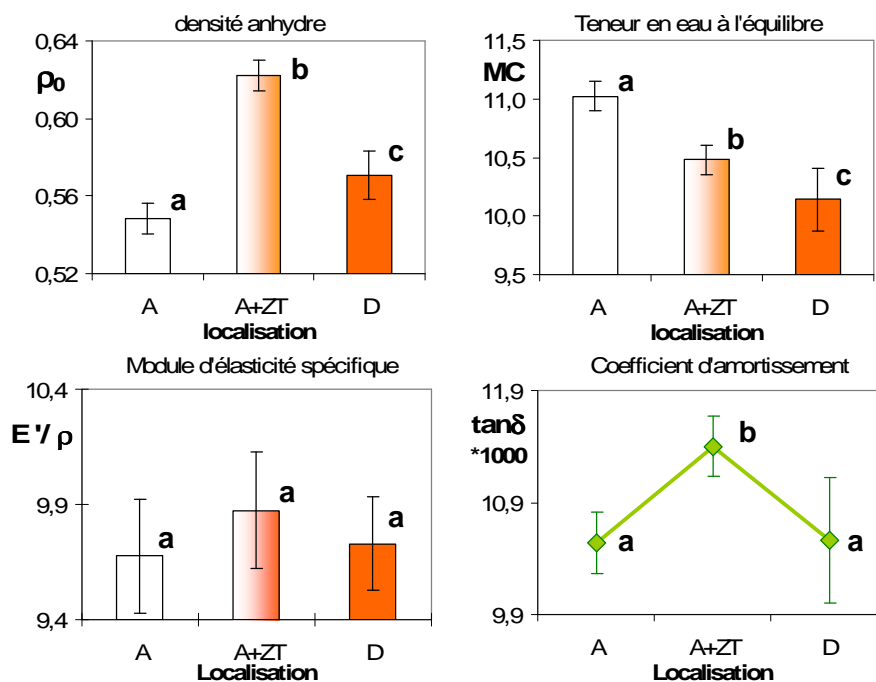 densité anhydre
0,64
ρ₀
0,60
0,56
0,52
a
b
c
A A+ZT D
localisation
Teneur en eau à l'équilibre
11,5
MC
11,0
10,5
10,0
9,5
a
b
c
A A+ZT D
localisation
Module d'élasticité spécifique
10,4
E'/ρ
9,9
9,4
a
a
a
A A+ZT D
Localisation
Coefficient d'amortissement
11,9
tanδ
*1000
10,9
9,9
a
b
a
A A+ZT D
Localisation